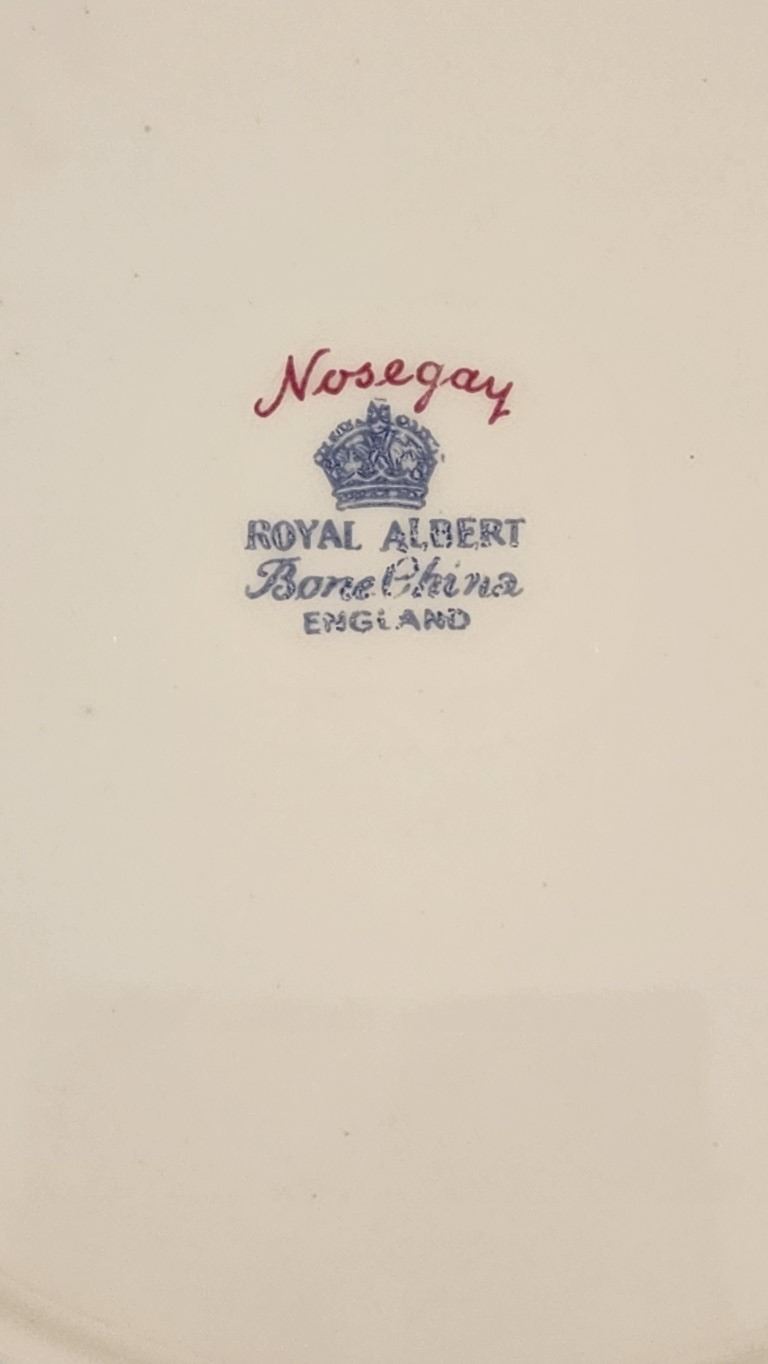 Nosegay
ROYAL ALBERT
Bone China
ENGLAND